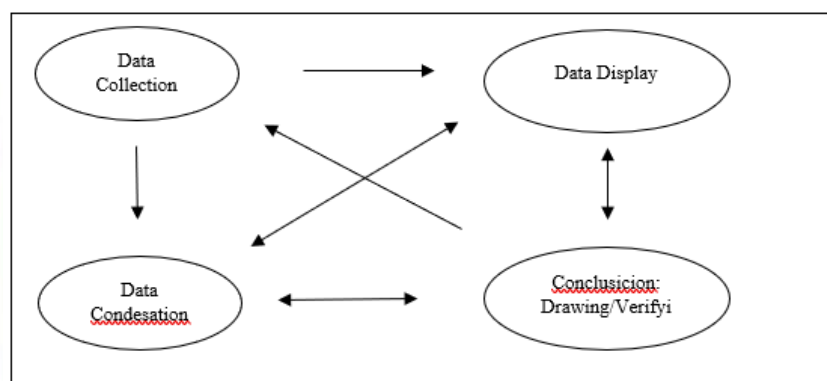 Data
Collection
Data Display
Data
Condesation
Conclusicion:
Drawing/Verifyi